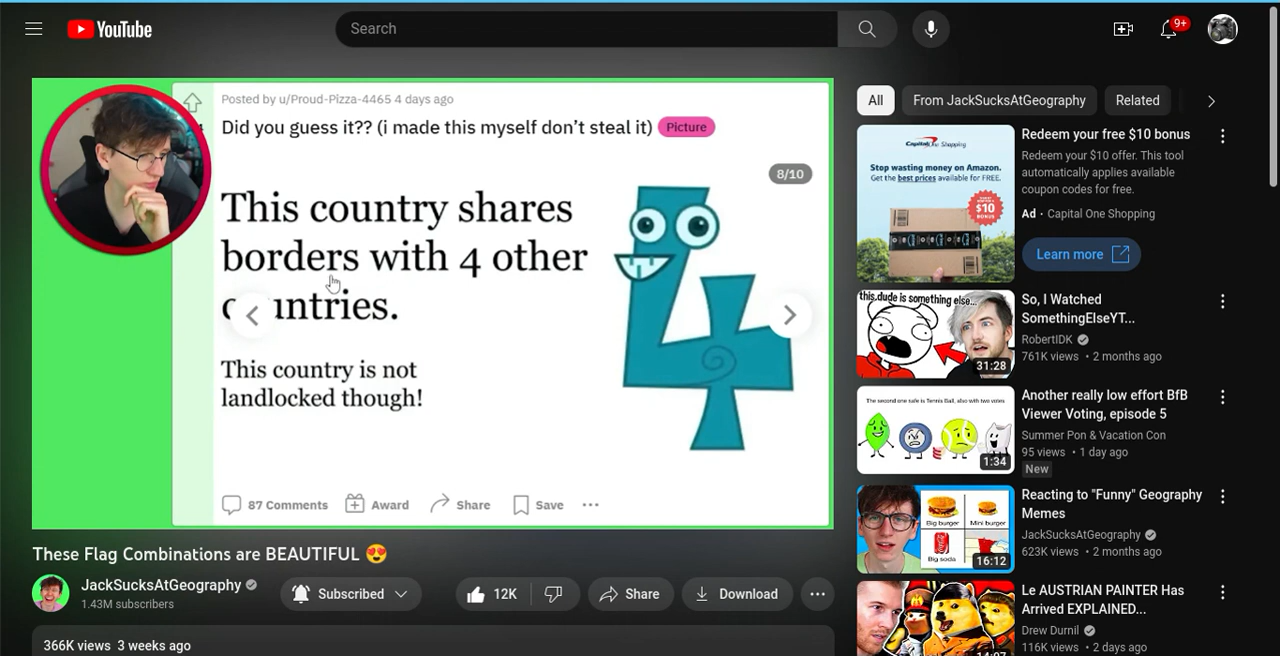 YouTube
Search
9+
Posted by u/Proud-Pizza-4465 4 days ago
Did you guess it?? (i made this myself don't steal it) Picture
8/10
This country shares
borders with 4 other
countries.
This country is not
landlocked though!
87 Comments Award Share Save
These Flag Combinations are BEAUTIFUL 😍
JackSucksAtGeography
1.43M subscribers
Subscribed
12K
Share
Download
366K views 3 weeks ago
All From JackSucksAtGeography Related
Capital One Shopping
Stop wasting money on Amazon.
Get the best prices available for FREE.
$10
BONUS
Redeem your free $10 bonus
Redeem your $10 offer. This tool
automatically applies available
coupon codes for free.
Ad · Capital One Shopping
Learn more
this.dude is something else...
31:28
So, I Watched
SomethingElseYT...
RobertIDK
761K views • 2 months ago
The second one safe is Tennis Ball, also with two votes
1:34
Another really low effort BfB
Viewer Voting, episode 5
Summer Pon & Vacation Con
95 views • 1 day ago
New
Big burger Mini burger
Big soda
16:12
Reacting to "Funny" Geography
Memes
JackSucksAtGeography
623K views • 2 months ago
14:07
Le AUSTRIAN PAINTER Has
Arrived EXPLAINED...
Drew Durnil
116K views • 2 days ago